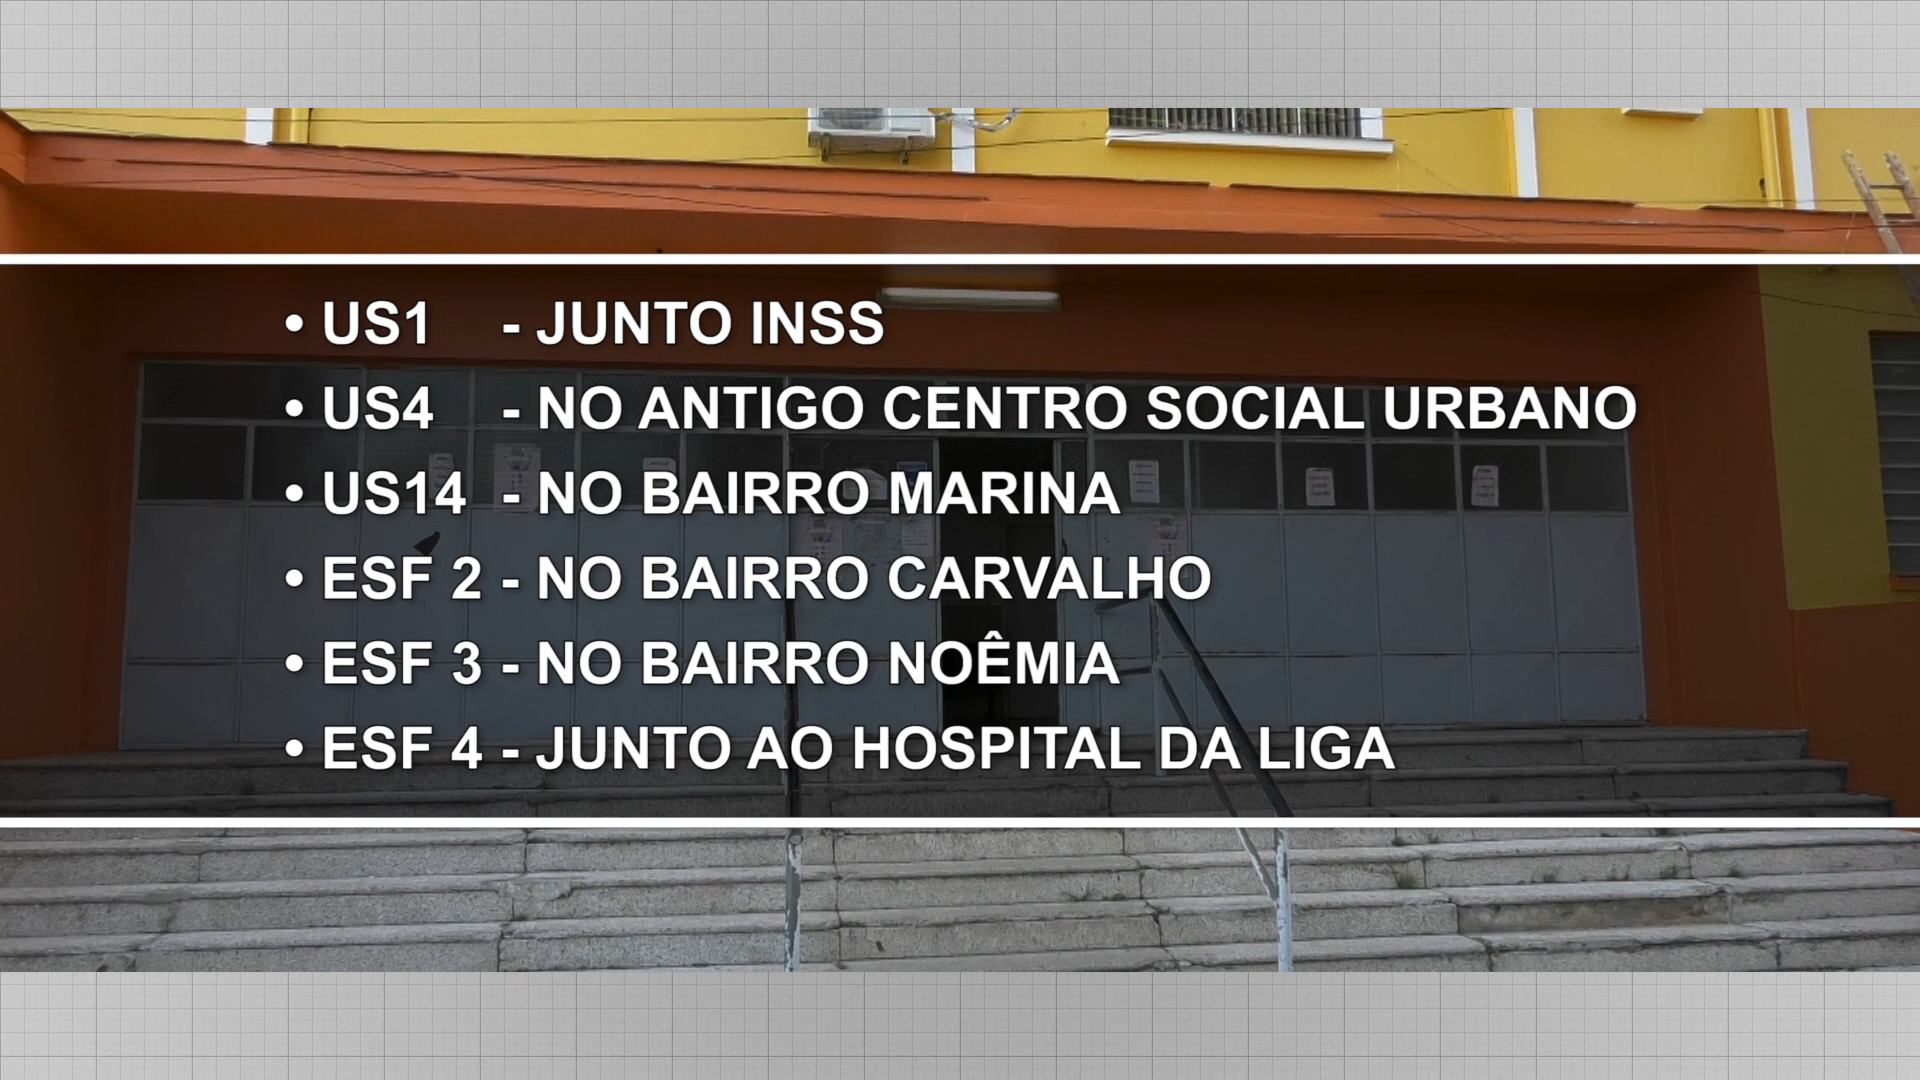 • US1 - JUNTO INSS
• US4 - NO ANTIGO CENTRO SOCIAL URBANO
• US14 - NO BAIRRO MARINA
• ESF 2 - NO BAIRRO CARVALHO
• ESF 3 - NO BAIRRO NOÊMIA
• ESF 4 - JUNTO AO HOSPITAL DA LIGA